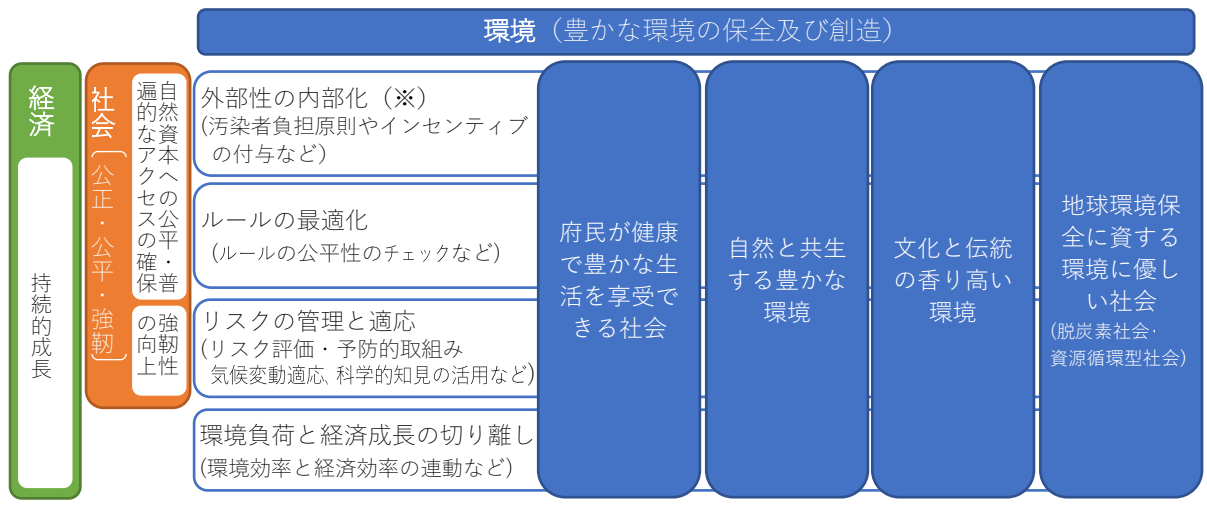 環境（豊かな環境の保全及び創造）
経済
持続的成長
社会
〔公正・公平・強靭〕
自然資本への公平・普
遍的なアクセスの確保
強靭性
の向上
外部性の内部化（※）
(汚染者負担原則やインセンティブ
の付与など）
ルールの最適化
(ルールの公平性のチェックなど）
リスクの管理と適応
(リスク評価・予防的取組み
気候変動適応、科学的知見の活用など)
環境負荷と経済成長の切り離し
(環境効率と経済効率の連動など）
府民が健康
で豊かな生
活を享受で
きる社会
自然と共生
する豊かな
環境
文化と伝統
の香り高い
環境
地球環境保
全に資する
環境に優し
い社会
(脱炭素社会・
資源循環型社会）